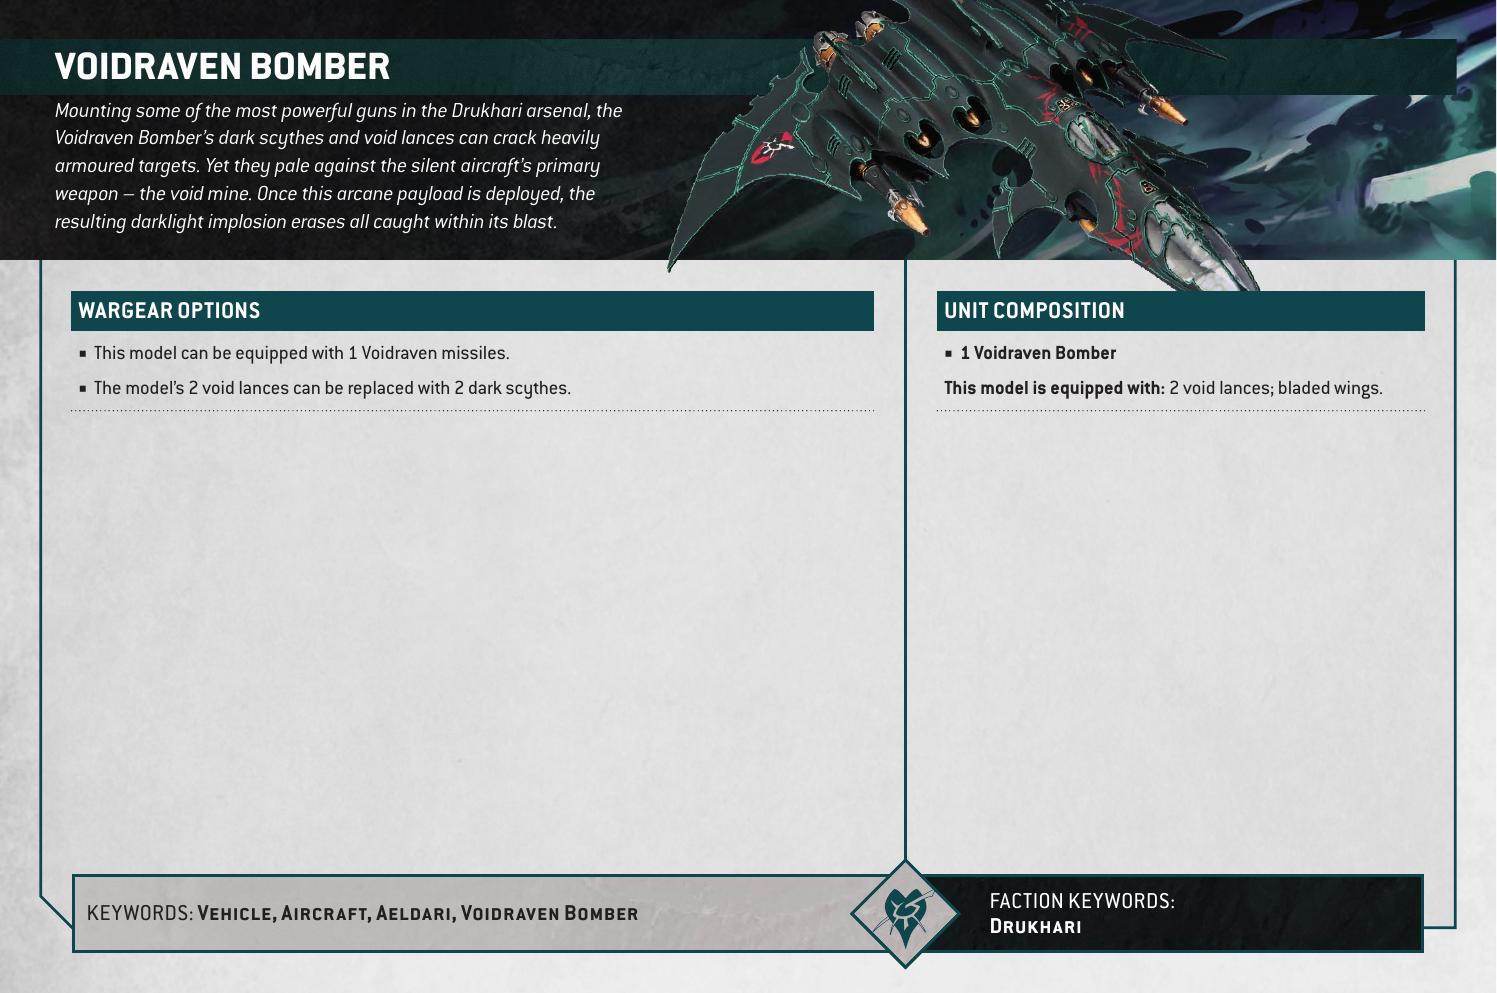 VOIDRAVEN BOMBER
Mounting some of the most powerful guns in the Drukhari arsenal, the
Voidraven Bomber's dark scythes and void lances can crack heavily
armoured targets. Yet they pale against the silent aircraft's primary
weapon – the void mine. Once this arcane payload is deployed, the
resulting darklight implosion erases all caught within its blast.
WARGEAR OPTIONS
▪ This model can be equipped with 1 Voidraven missiles.
▪ The model's 2 void lances can be replaced with 2 dark scythes.
UNIT COMPOSITION
▪ 1 Voidraven Bomber
This model is equipped with: 2 void lances; bladed wings.
KEYWORDS: Vehicle, Aircraft, Aeldari, Voidraven Bomber
FACTION KEYWORDS:
Drukhari